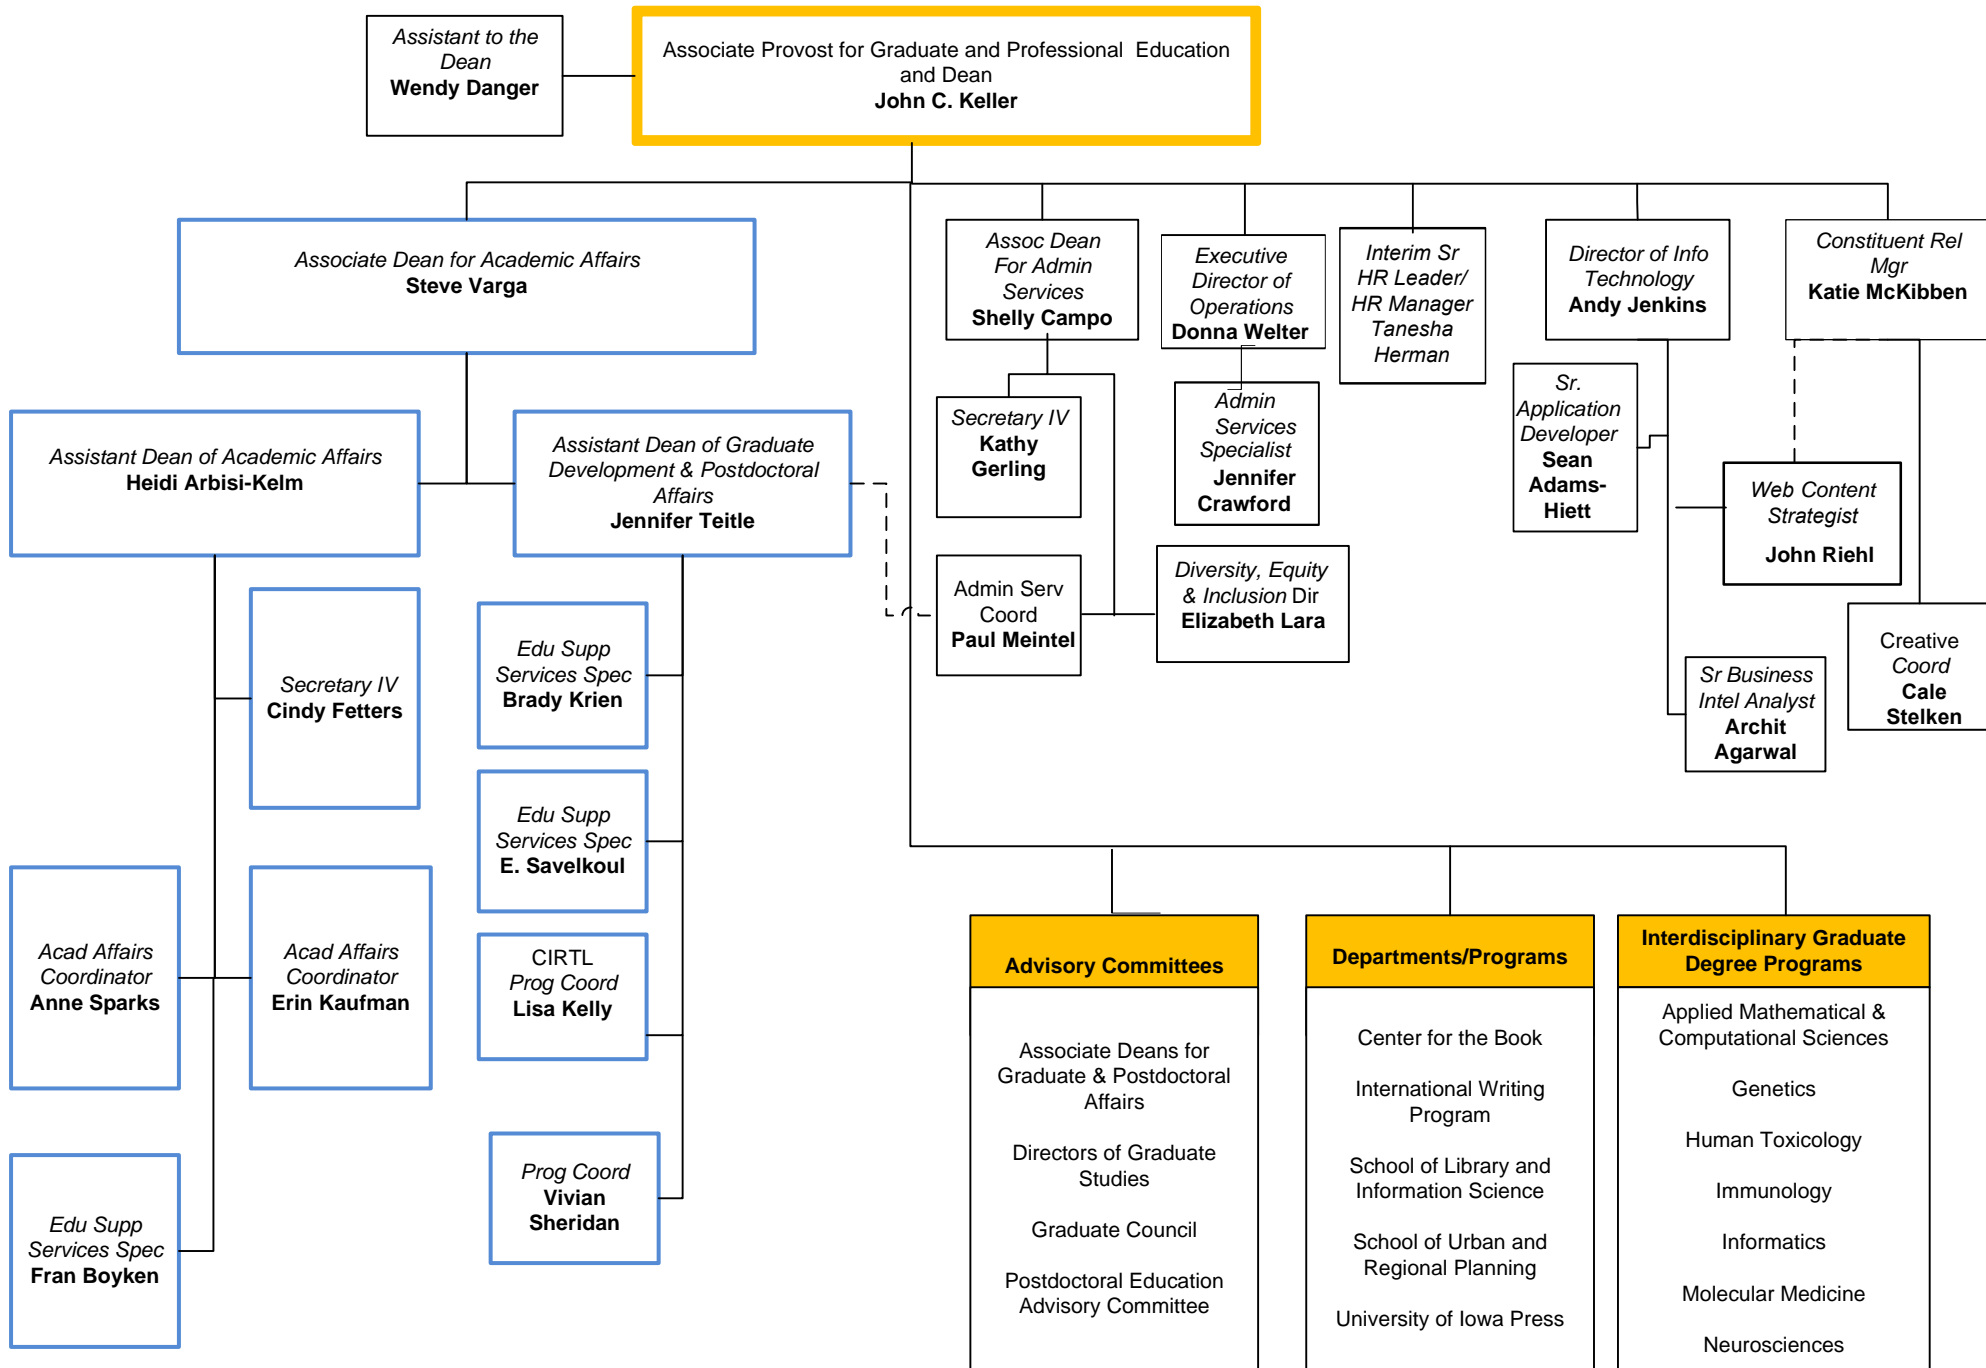 Assistant to the
Dean
Wendy Danger
Associate Provost for Graduate and Professional Education
and Dean
John C. Keller
Associate Dean for Academic Affairs
Steve Varga
Assoc Dean
For Admin
Services
Shelly Campo
Executive
Director of
Operations
Donna Welter
Interim Sr
HR Leader/
HR Manager
Tanesha
Herman
Director of Info
Technology
Andy Jenkins
Constituent Rel
Mgr
Katie McKibben
Assistant Dean of Academic Affairs
Heidi Arbisi-Kelm
Assistant Dean of Graduate
Development & Postdoctoral
Affairs
Jennifer Teitle
Secretary IV
Kathy
Gerling
Admin
Services
Specialist
Jennifer
Crawford
Sr.
Application
Developer
Sean
Adams-
Hiett
Web Content
Strategist
John Riehl
Admin Serv
Coord
Paul Meintel
Diversity, Equity
& Inclusion Dir
Elizabeth Lara
Creative
Coord
Cale
Stelken
Sr Business
Intel Analyst
Archit
Agarwal
Secretary IV
Cindy Fetters
Edu Supp
Services Spec
Brady Krien
Edu Supp
Services Spec
E. Savelkoul
Acad Affairs
Coordinator
Anne Sparks
Acad Affairs
Coordinator
Erin Kaufman
CIRTL
Prog Coord
Lisa Kelly
Prog Coord
Vivian
Sheridan
Edu Supp
Services Spec
Fran Boyken
Advisory Committees
Associate Deans for
Graduate & Postdoctoral
Affairs
Directors of Graduate
Studies
Graduate Council
Postdoctoral Education
Advisory Committee
Departments/Programs
Center for the Book
International Writing
Program
School of Library and
Information Science
School of Urban and
Regional Planning
University of Iowa Press
Interdisciplinary Graduate
Degree Programs
Applied Mathematical &
Computational Sciences
Genetics
Human Toxicology
Immunology
Informatics
Molecular Medicine
Neurosciences